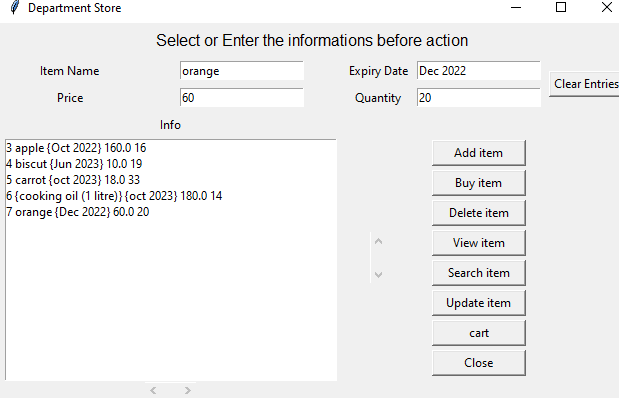 Department Store
Select or Enter the informations before action
Item Name orange Expiry Date Dec 2022
Clear Entries
Price 60 Quantity 20
Info
3 apple {Oct 2022} 160.0 16
4 biscut {Jun 2023} 10.0 19
5 carrot {oct 2023} 18.0 33
6 {cooking oil (1 litre)} {oct 2023} 180.0 14
7 orange {Dec 2022} 60.0 20
Add item
Buy item
Delete item
View item
Search item
Update item
cart
Close